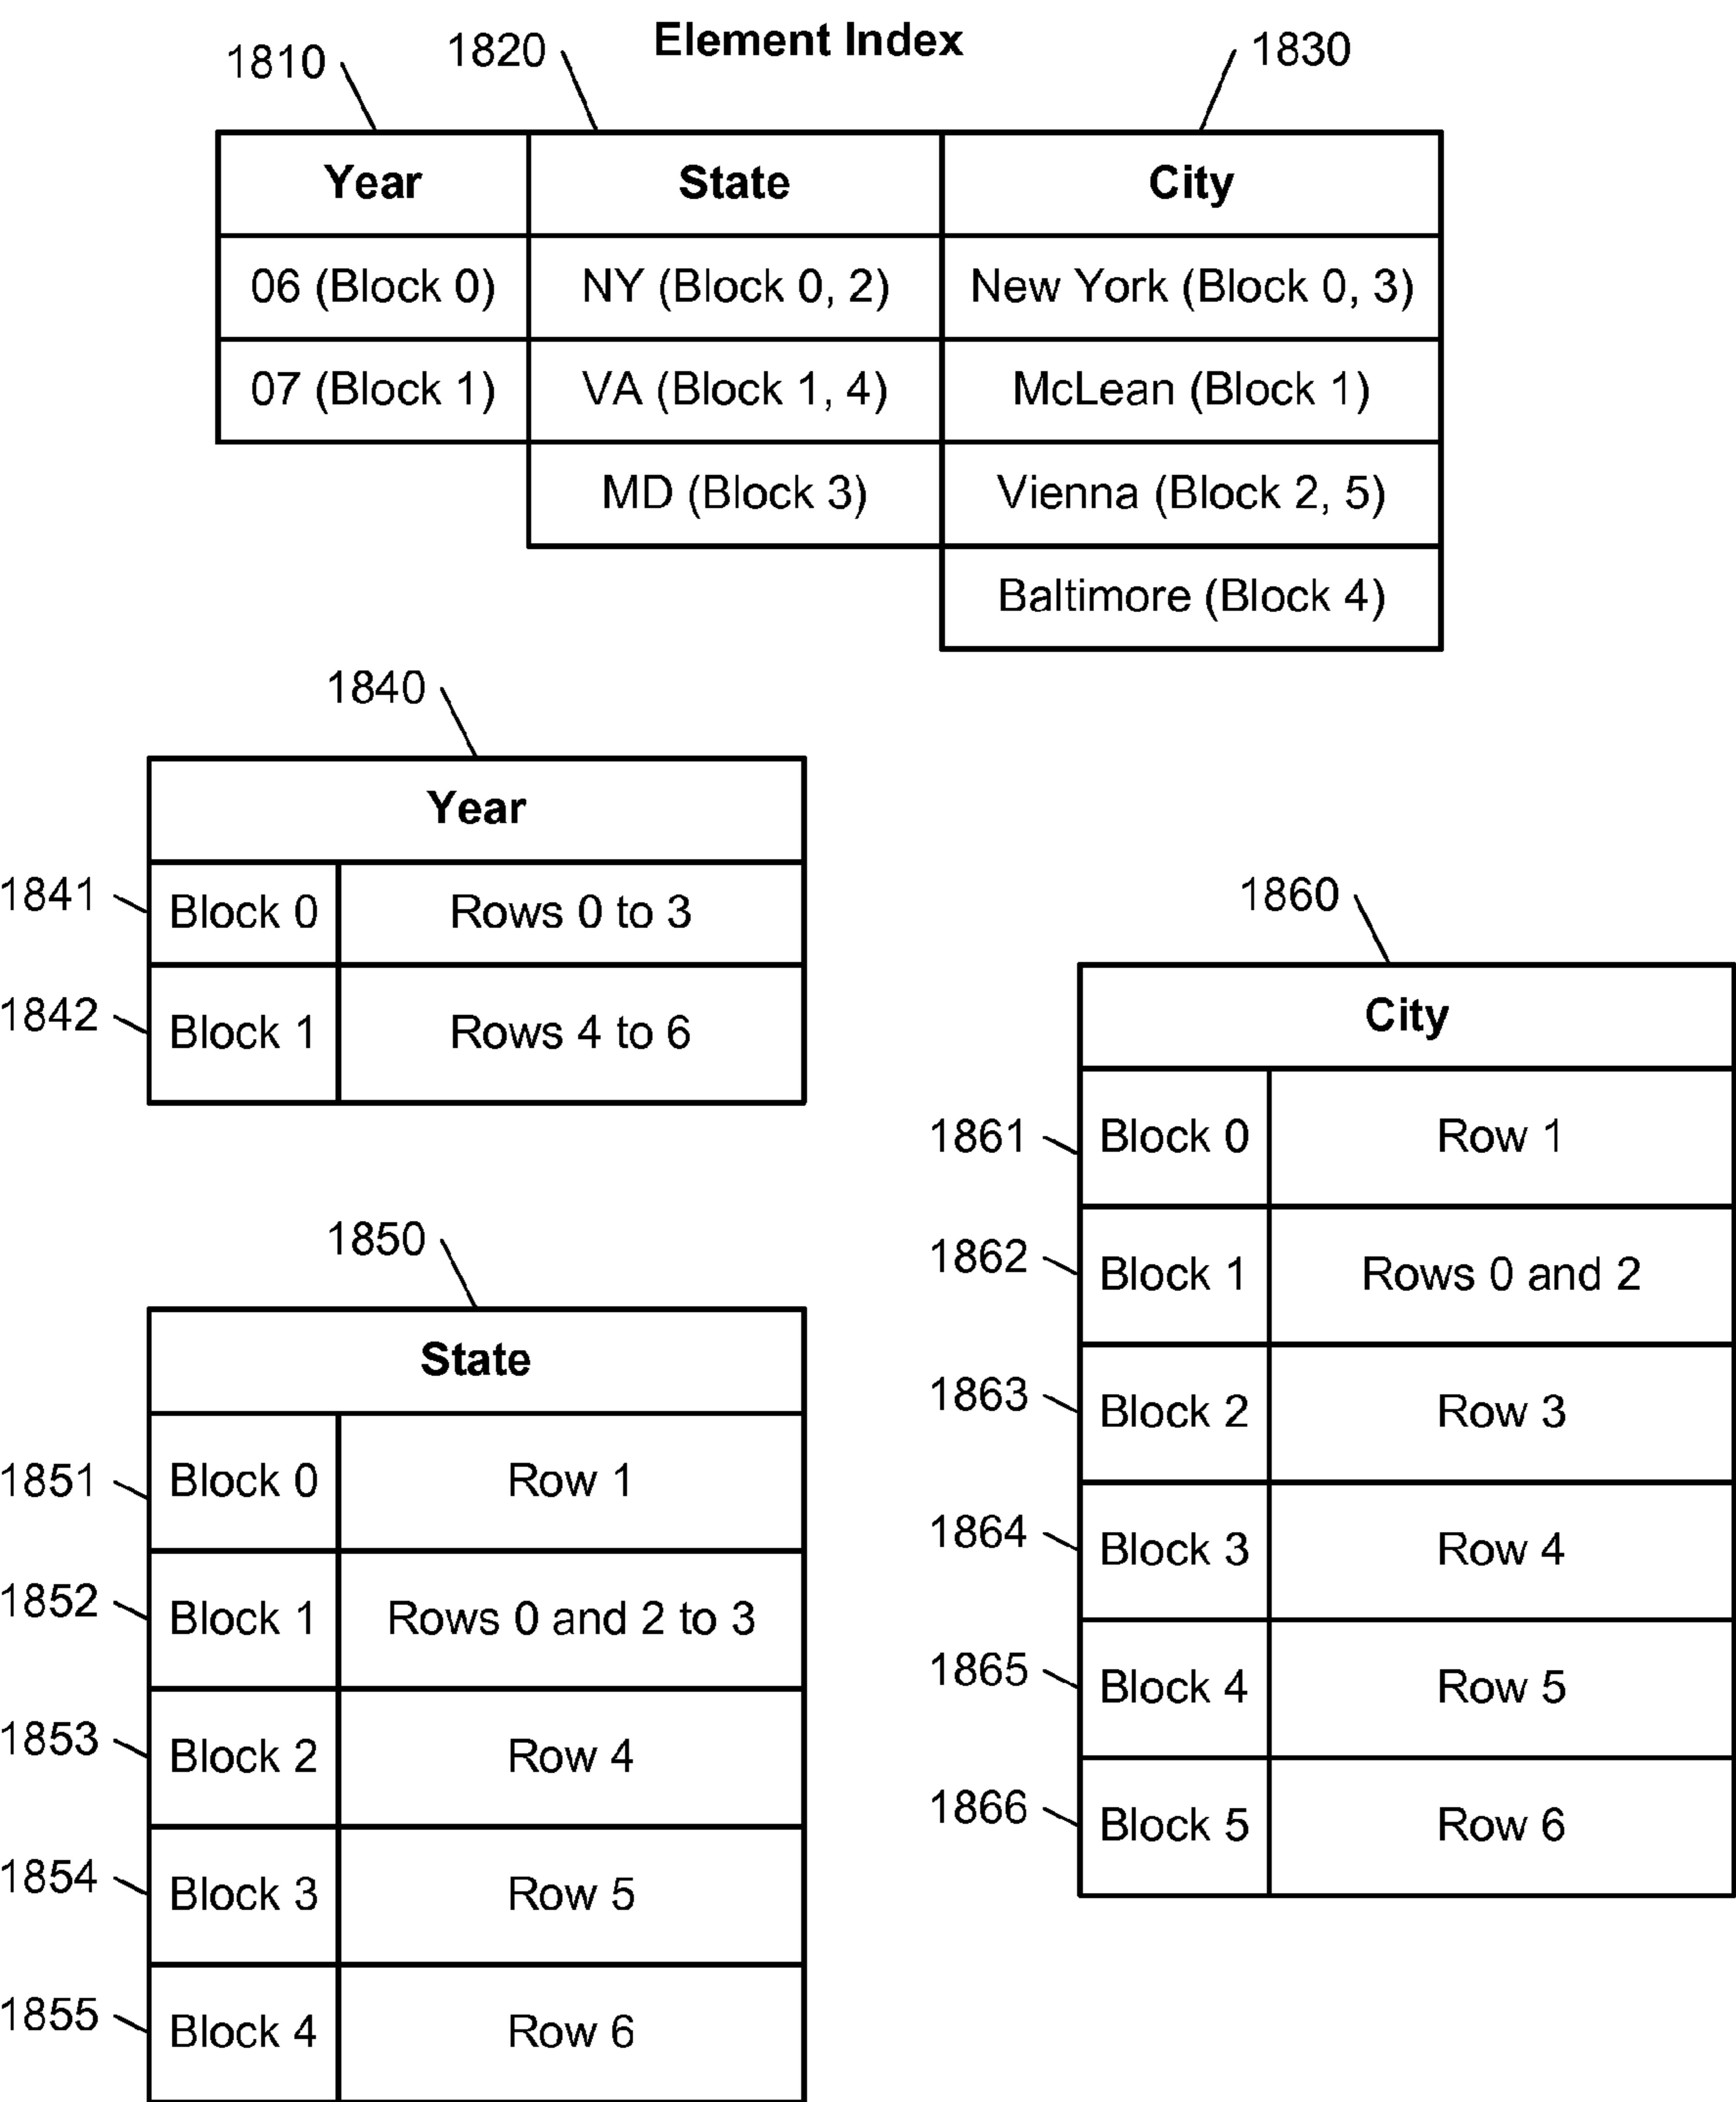 Element Index
1810 1820 1830
Year State City
06 (Block 0) NY (Block 0, 2) New York (Block 0, 3)
07 (Block 1) VA (Block 1, 4) McLean (Block 1)
MD (Block 3) Vienna (Block 2, 5)
Baltimore (Block 4)
1840
Year
1841 Block 0 Rows 0 to 3
1842 Block 1 Rows 4 to 6
1850
State
1851 Block 0 Row 1
1852 Block 1 Rows 0 and 2 to 3
1853 Block 2 Row 4
1854 Block 3 Row 5
1855 Block 4 Row 6
1860
City
1861 Block 0 Row 1
1862 Block 1 Rows 0 and 2
1863 Block 2 Row 3
1864 Block 3 Row 4
1865 Block 4 Row 5
1866 Block 5 Row 6